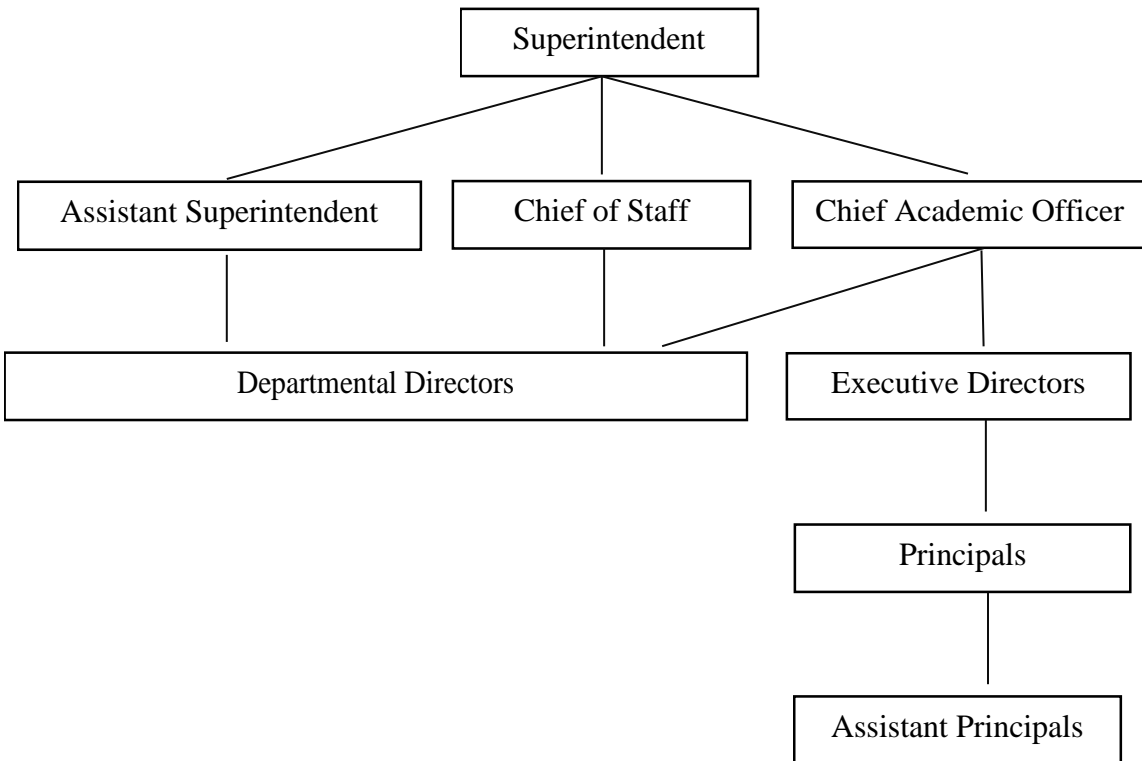 Superintendent
Assistant Superintendent
Chief of Staff
Chief Academic Officer
Departmental Directors
Executive Directors
Principals
Assistant Principals